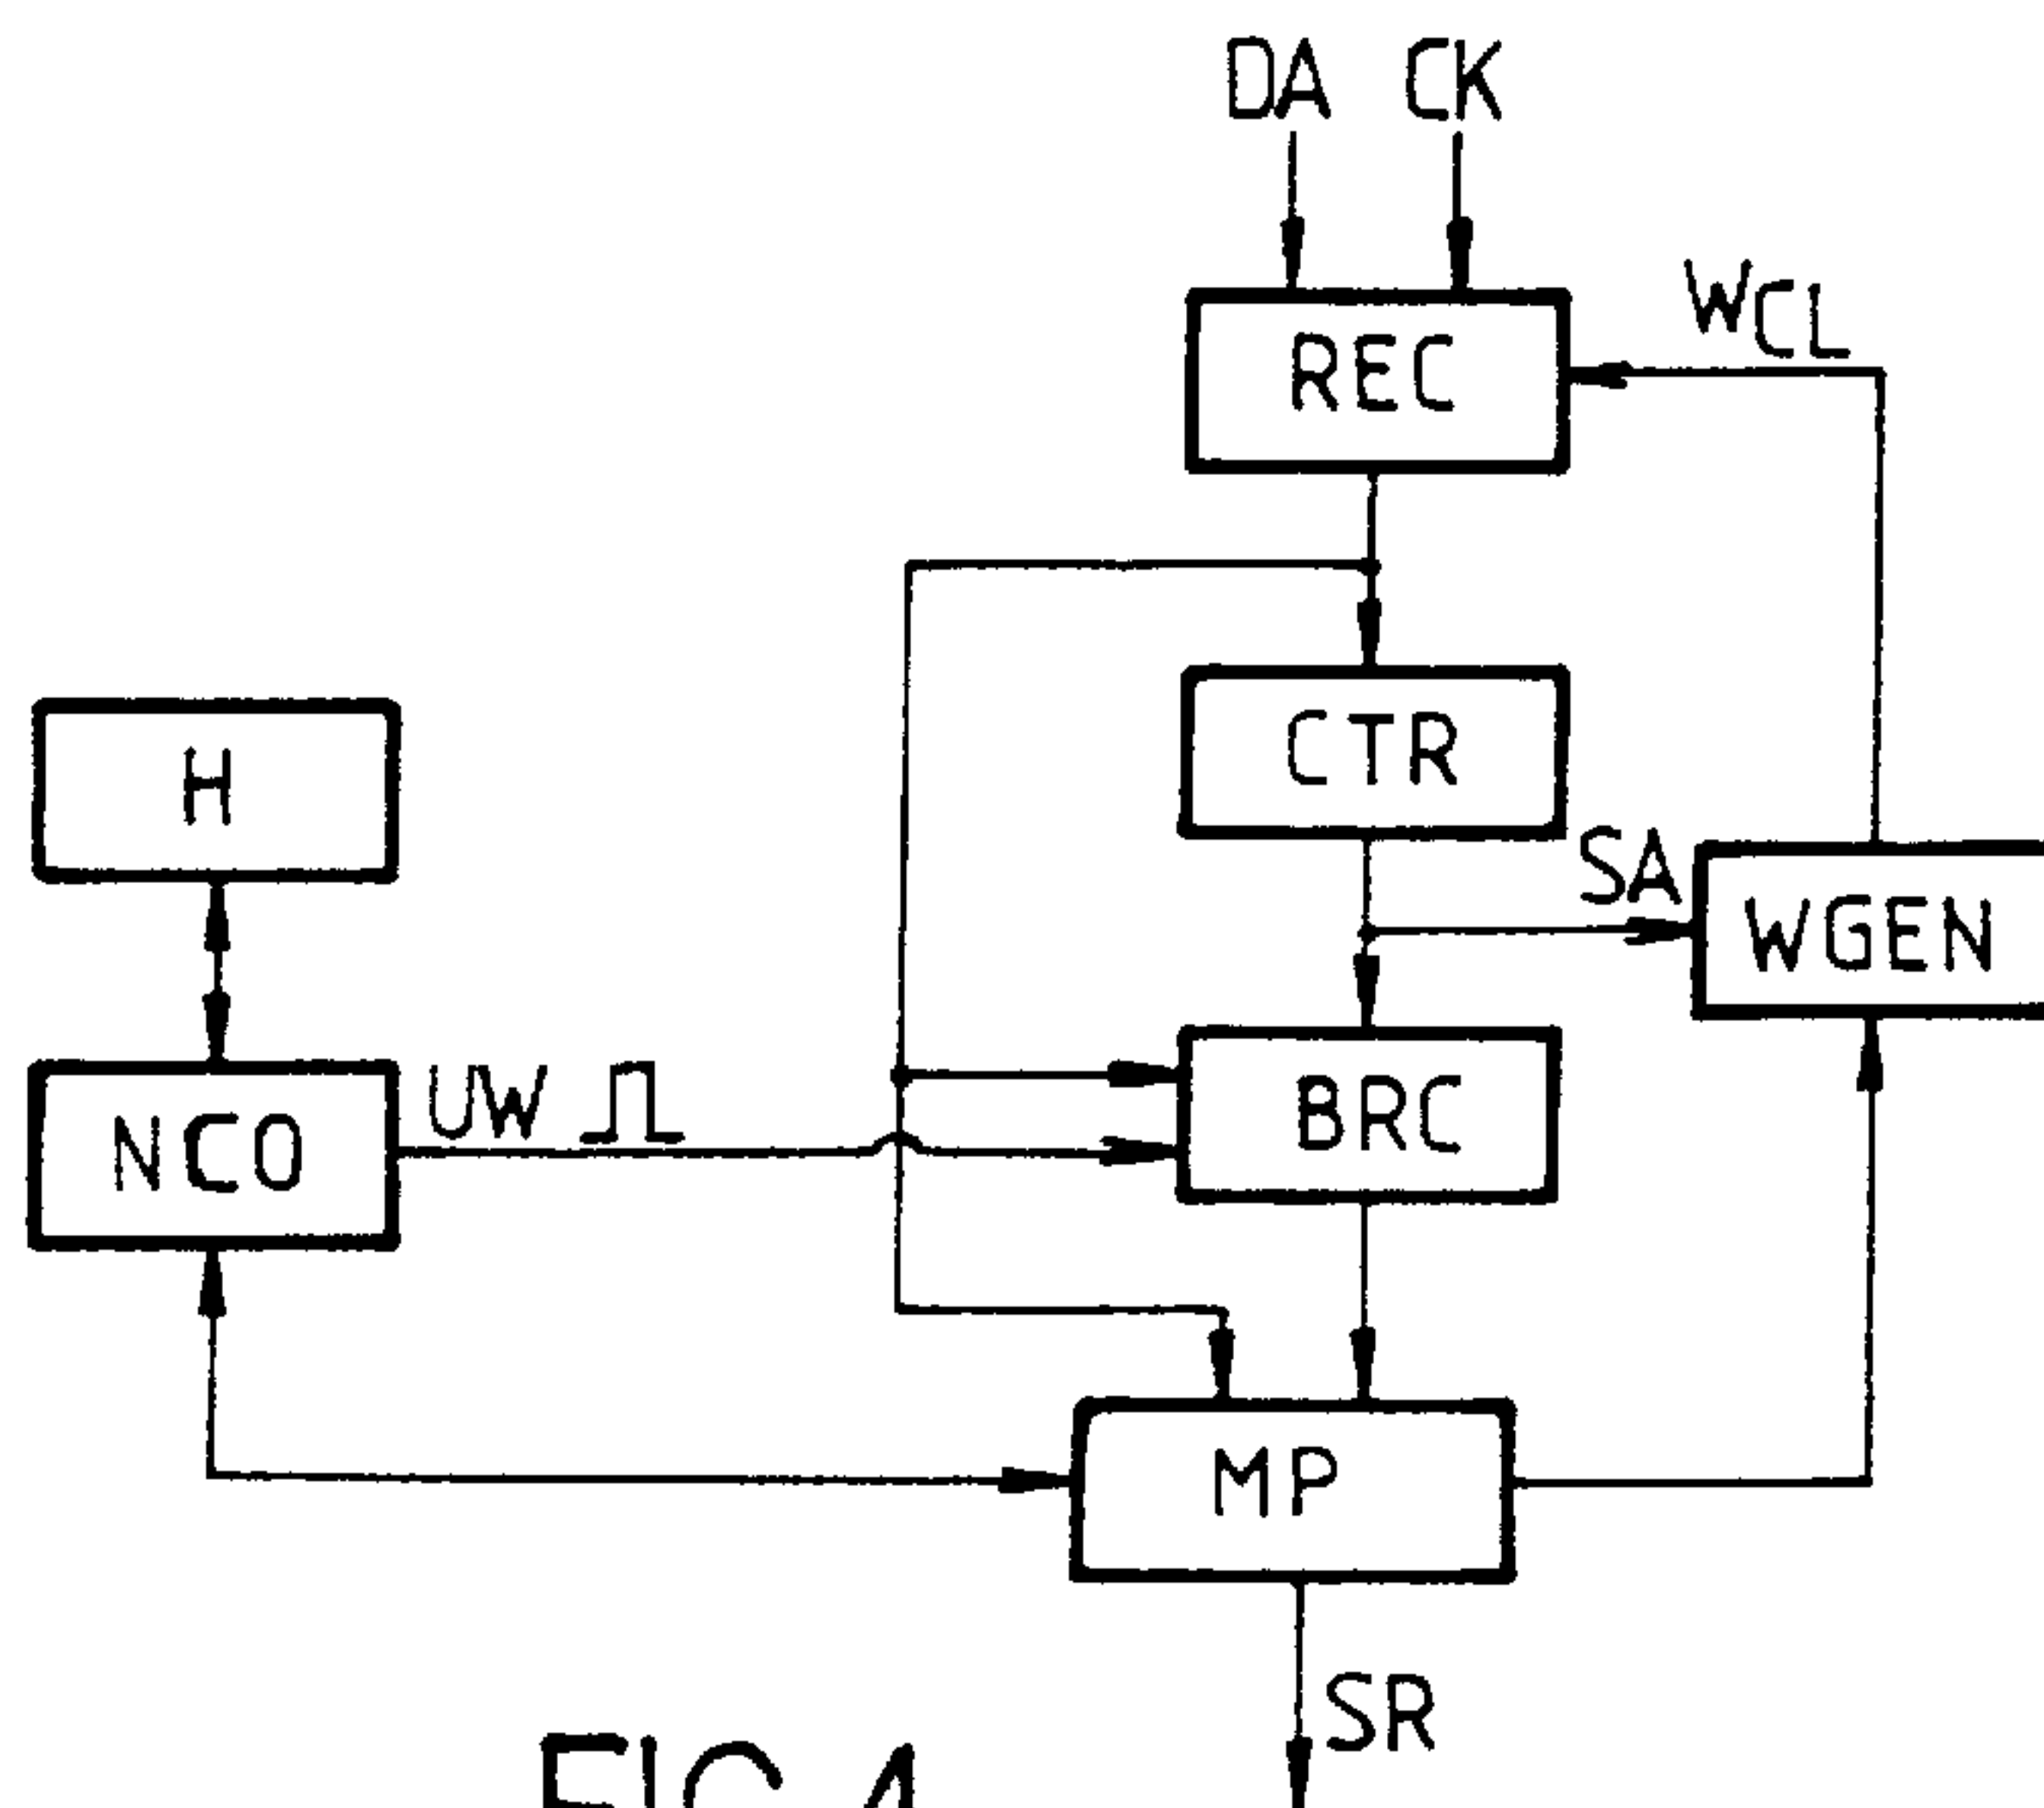 DA CK
REC
WCL
CTR
H
SA
WGEN
NCO
UW
BRC
MP
SR